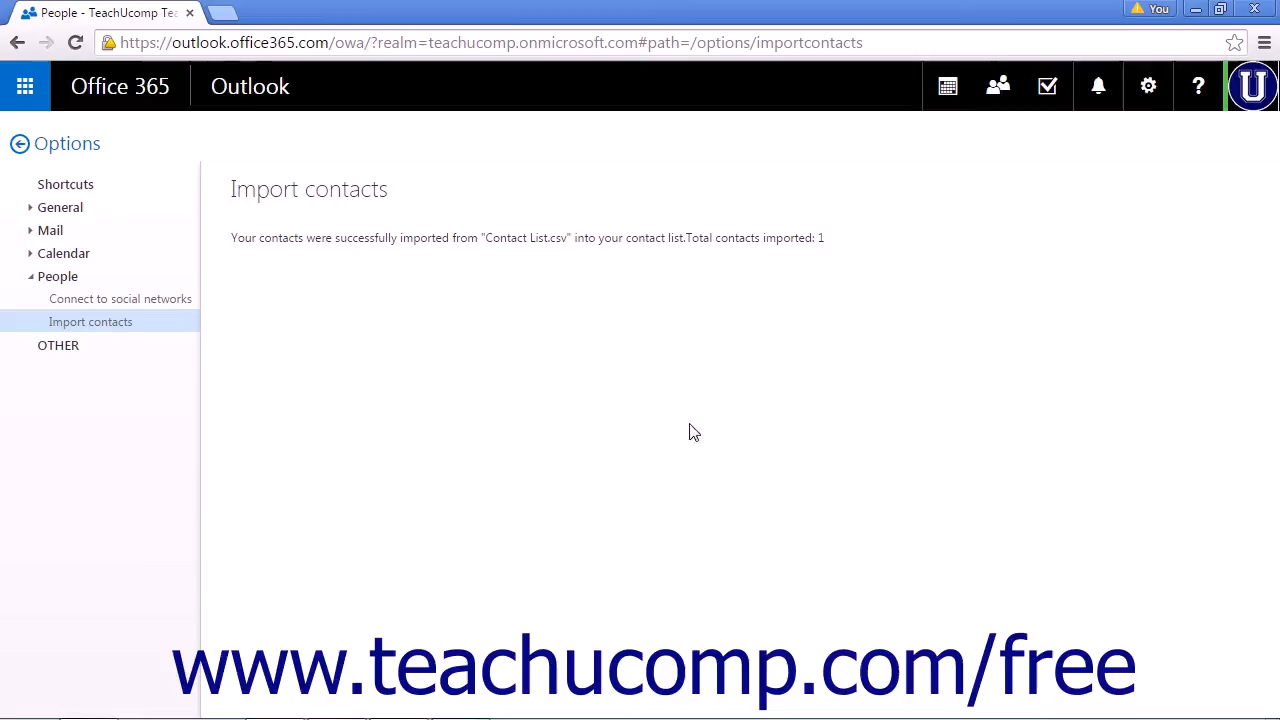 People - TeachUcomp Tea
You
https://outlook.office365.com/owa/?realm=teachucomp.onmicrosoft.com#path=/options/importcontacts
Office 365
Outlook
?
U
Options
Shortcuts
General
Mail
Calendar
People
Connect to social networks
Import contacts
OTHER
Import contacts
Your contacts were successfully imported from "Contact List.csv" into your contact list.Total contacts imported: 1
www.teachucomp.com/free